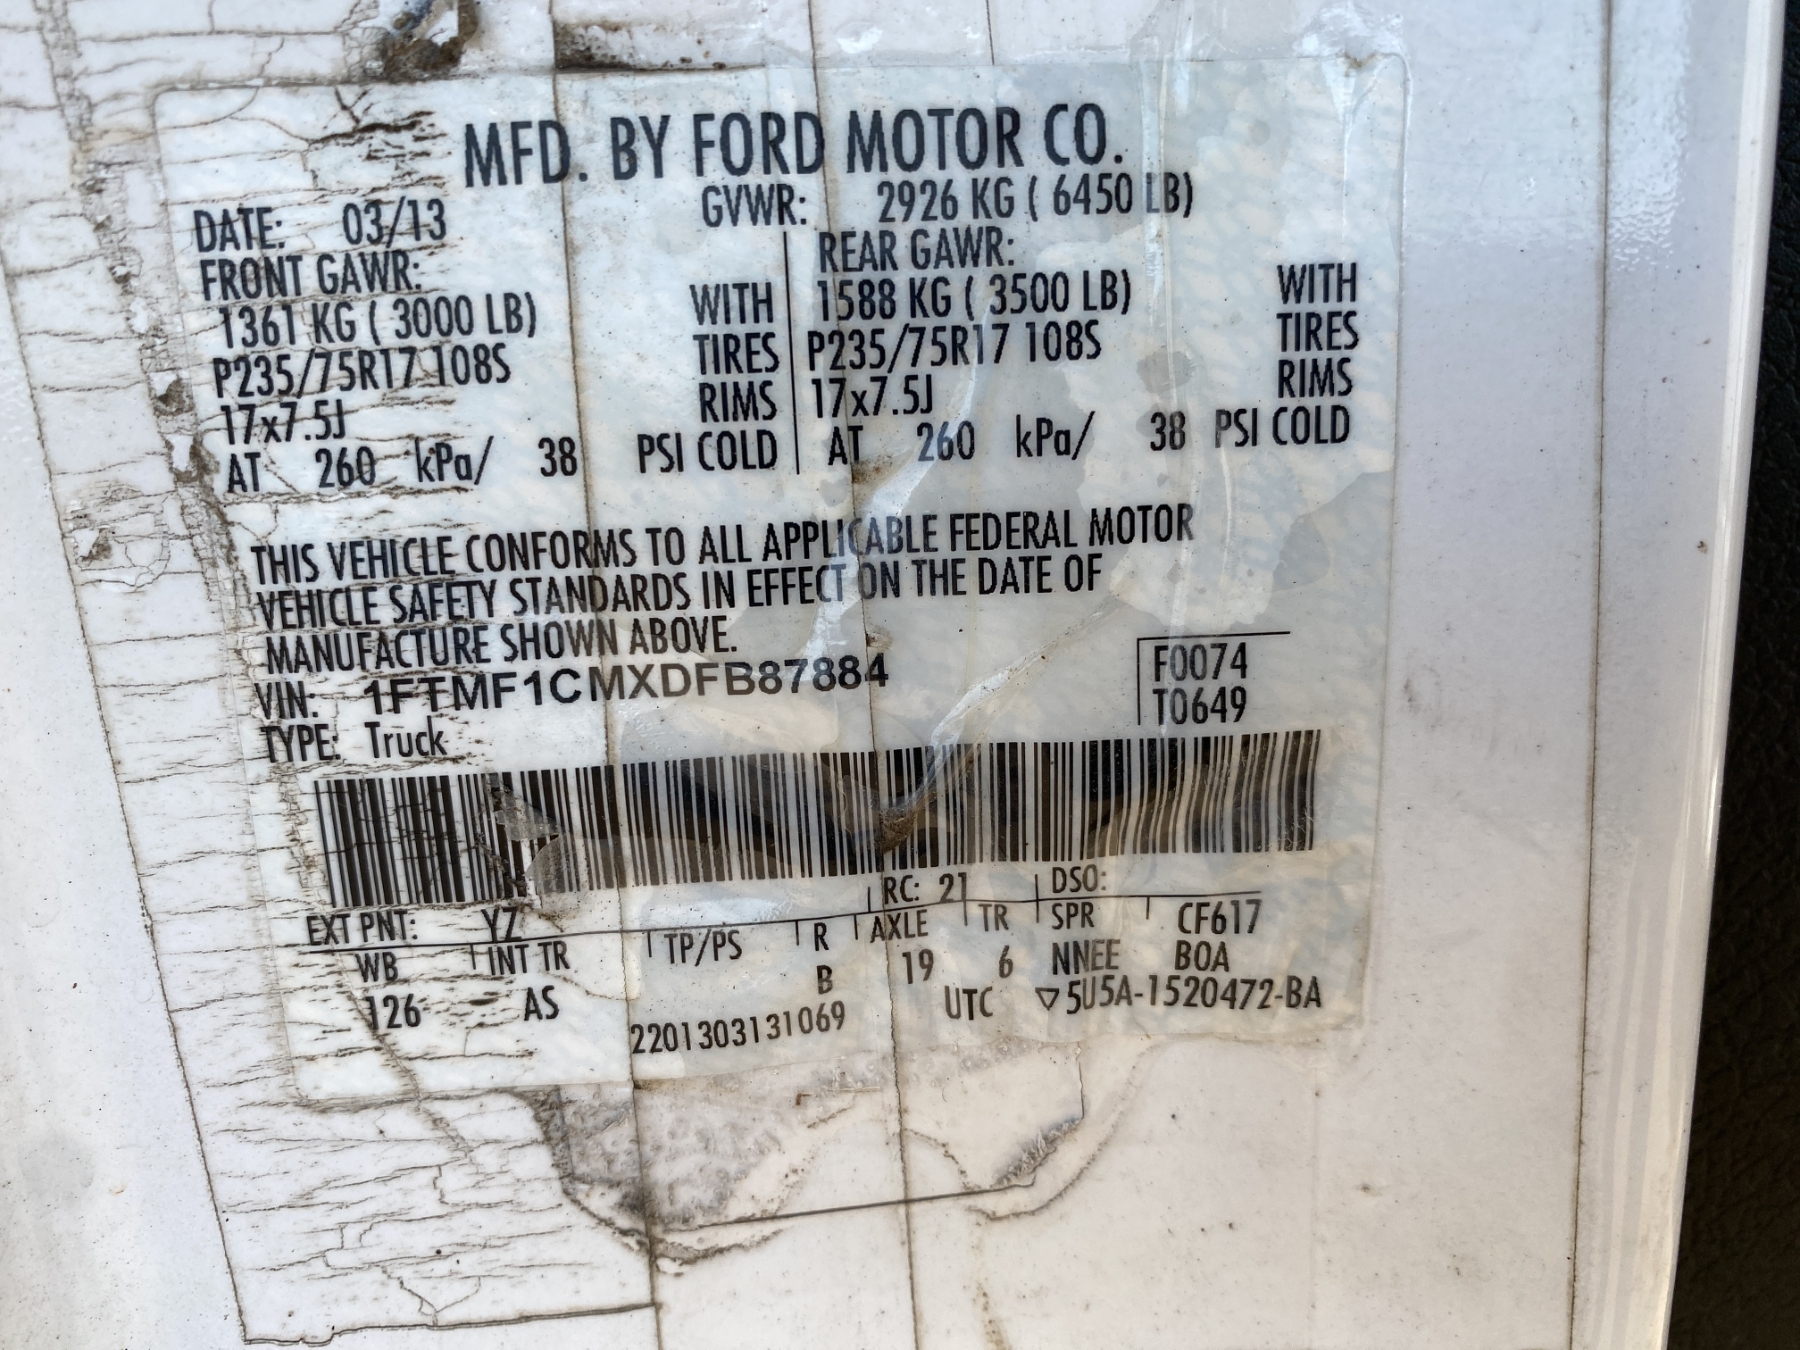 MFD. BY FORD MOTOR CO.
DATE: 03/13 GVWR: 2926 KG ( 6450 LB)
FRONT GAWR: REAR GAWR:
1361 KG ( 3000 LB) WITH 1588 KG ( 3500 LB) WITH
P235/75R17 108S TIRES P235/75R17 108S TIRES
17x7.5J RIMS 17x7.5J RIMS
AT 260 kPa/ 38 PSI COLD AT 260 kPa/ 38 PSI COLD
THIS VEHICLE CONFORMS TO ALL APPLICABLE FEDERAL MOTOR
VEHICLE SAFETY STANDARDS IN EFFECT ON THE DATE OF
MANUFACTURE SHOWN ABOVE.
VIN: 1FTMF1CMXDFB87884
F0074
T0649
TYPE: Truck
EXT PNT: YZ RC: 21 DSO:
WB INT TR TP/PS R AXLE TR SPR CF617
126 AS B 19 6 NNEE BOA
2201303131069 UTC ▽5U5A-1520472-BA